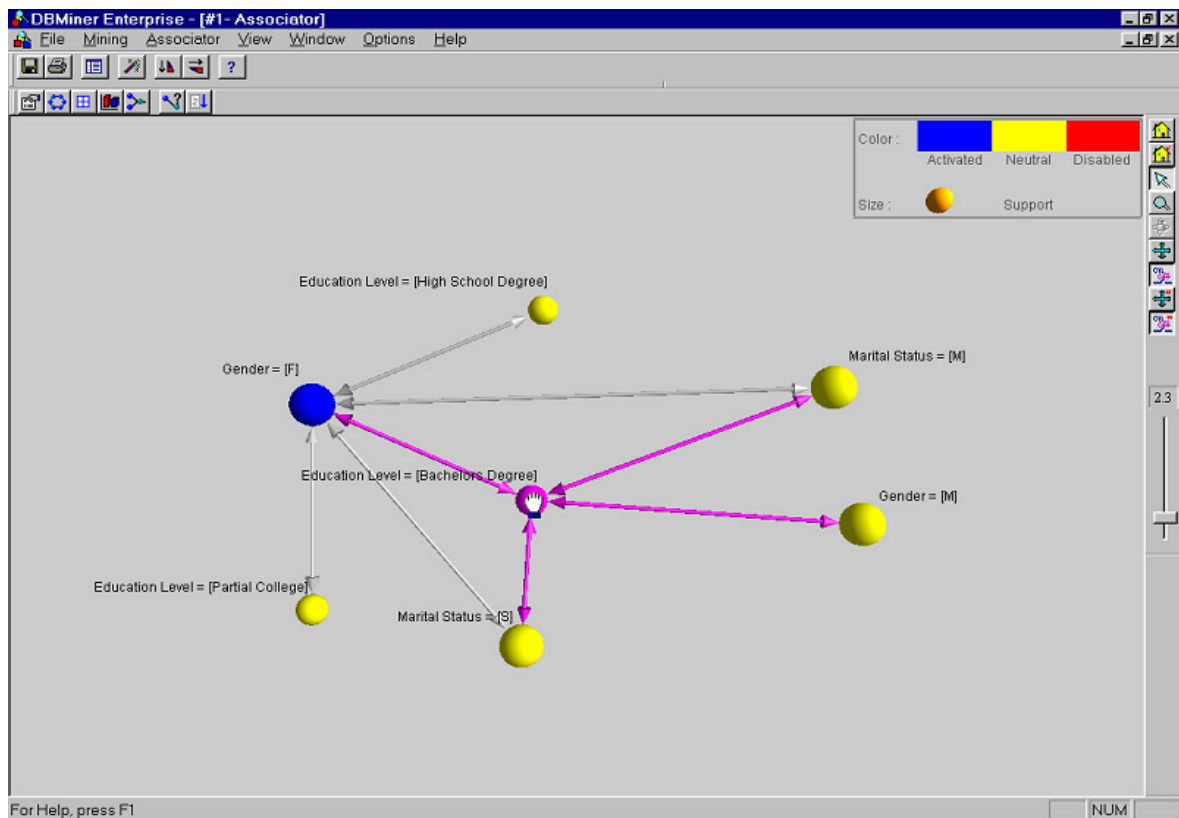 DBMiner Enterprise - [#1- Associator]
File Mining Associator View Window Options Help
?
Color :
Activated Neutral Disabled
Size : Support
Education Level = [High School Degree]
Marital Status = [M]
Gender = [F]
2.3
Education Level = [Bachelors Degree]
Gender = [M]
Education Level = [Partial College]
Marital Status = [S]
For Help, press F1
NUM